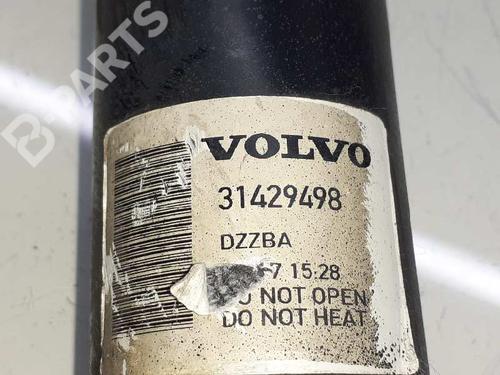 B-PARTS
VOLVO
31429498
DZZBA
7 15:28
DO NOT OPEN
DO NOT HEAT